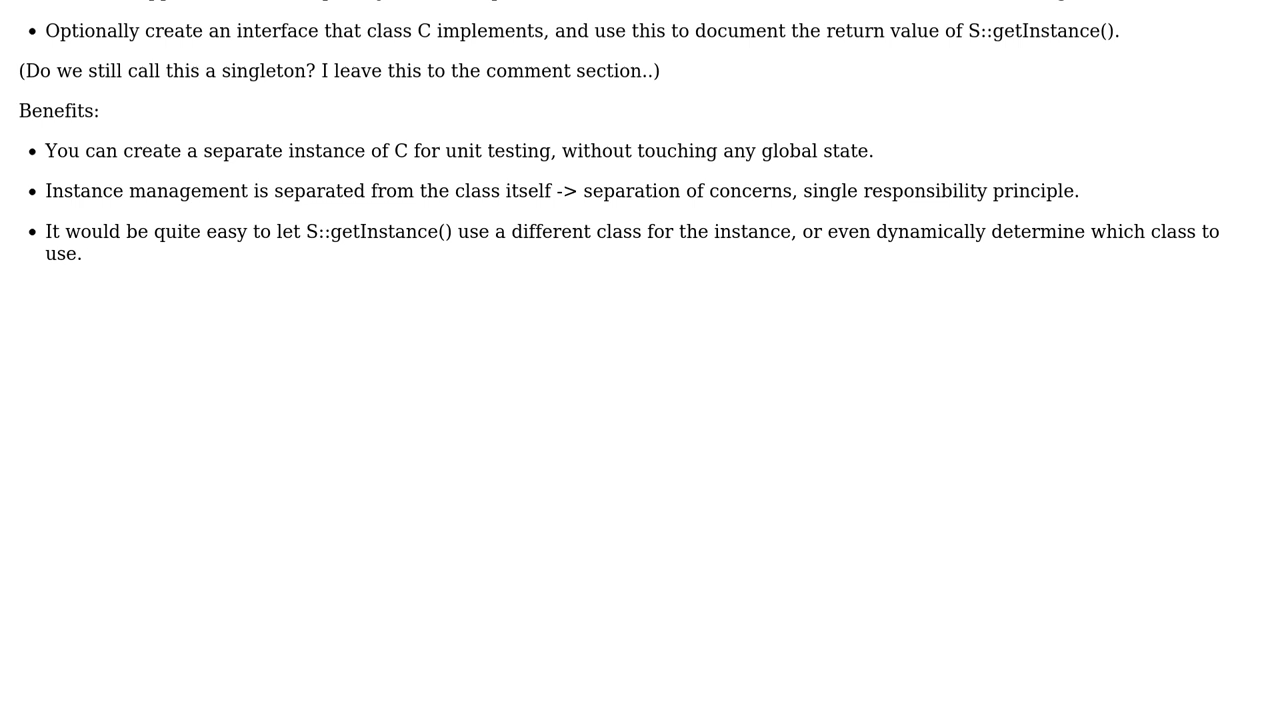 • Optionally create an interface that class C implements, and use this to document the return value of S::getInstance().
(Do we still call this a singleton? I leave this to the comment section..)
Benefits:
• You can create a separate instance of C for unit testing, without touching any global state.
• Instance management is separated from the class itself -> separation of concerns, single responsibility principle.
• It would be quite easy to let S::getInstance() use a different class for the instance, or even dynamically determine which class to
use.